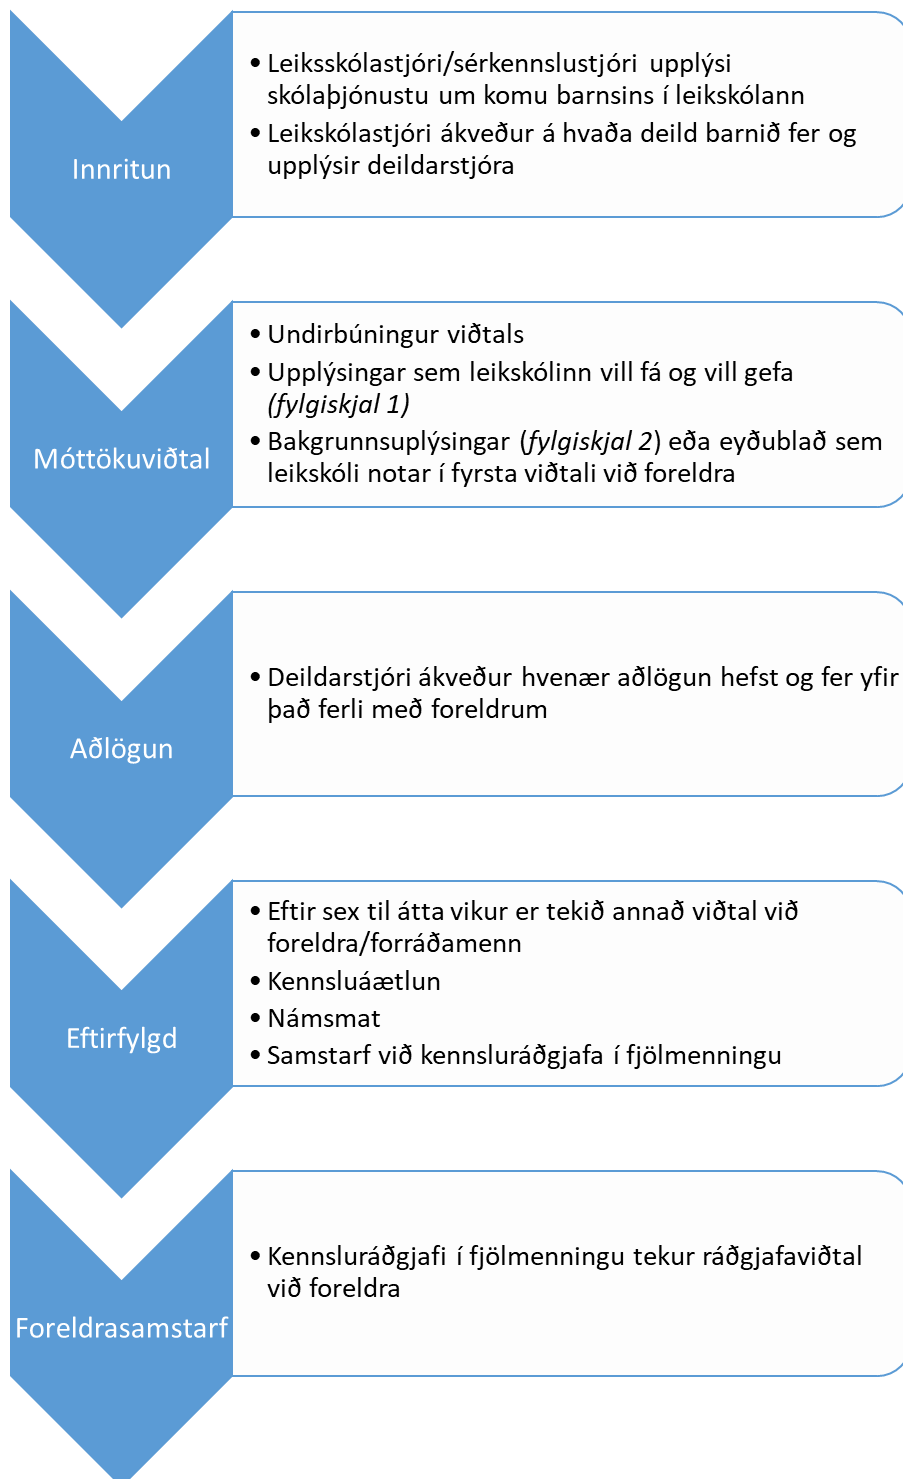 Innritun
• Leiksskólastjóri/sérkennslustjóri upplýsi
skólaþjónustu um komu barnsins í leikskólann
• Leikskólastjóri ákveður á hvaða deild barnið fer og
upplýsir deildarstjóra
Móttökuviðtal
• Undirbúningur viðtals
• Upplýsingar sem leikskólinn vill fá og vill gefa
(fylgiskjal 1)
• Bakgrunnsuplýsingar (fylgiskjal 2) eða eyðublað sem
leikskóli notar í fyrsta viðtali við foreldra
Aðlögun
• Deildarstjóri ákveður hvenær aðlögun hefst og fer yfir
það ferli með foreldrum
Eftirfylgd
• Eftir sex til átta vikur er tekið annað viðtal við
foreldra/forráðamenn
• Kennsluáætlun
• Námsmat
• Samstarf við kennsluráðgjafa í fjölmenningu
Foreldrasamstarf
• Kennsluráðgjafi í fjölmenningu tekur ráðgjafaviðtal
við foreldra